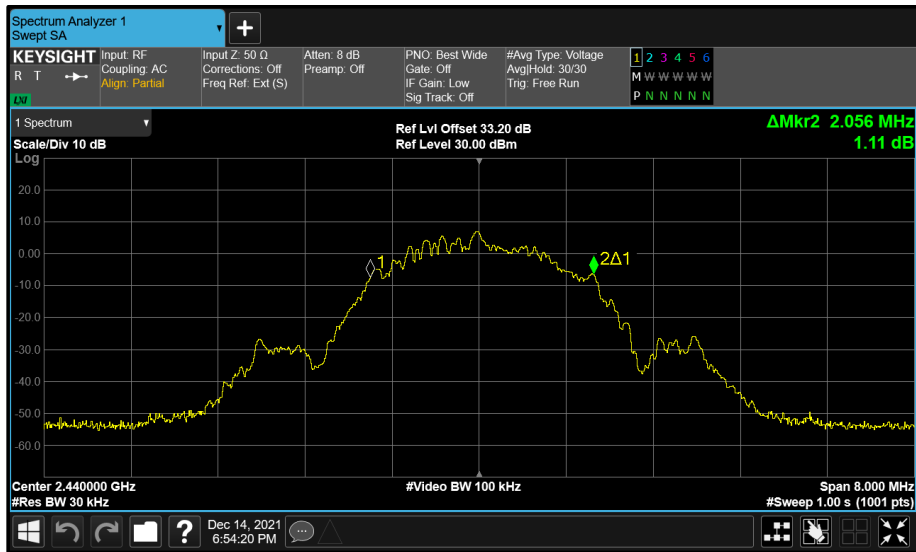 Spectrum Analyzer 1
Swept SA
+
KEYSIGHT
R T
LXI
Input: RF
Coupling: AC
Align: Partial
Input Z: 50 Ω
Corrections: Off
Freq Ref: Ext (S)
Atten: 8 dB
Preamp: Off
PNO: Best Wide
Gate: Off
IF Gain: Low
Sig Track: Off
#Avg Type: Voltage
Avg|Hold: 30/30
Trig: Free Run
1 2 3 4 5 6
M W W W W W
P N N N N N
1 Spectrum
Scale/Div 10 dB
Ref Lvl Offset 33.20 dB
Ref Level 30.00 dBm
ΔMkr2 2.056 MHz
1.11 dB
Log
20.0
10.0
0.00
-10.0
-20.0
-30.0
-40.0
-50.0
-60.0
1
2Δ1
Center 2.440000 GHz
#Res BW 30 kHz
#Video BW 100 kHz
Span 8.000 MHz
#Sweep 1.00 s (1001 pts)
?
Dec 14, 2021
6:54:20 PM
...